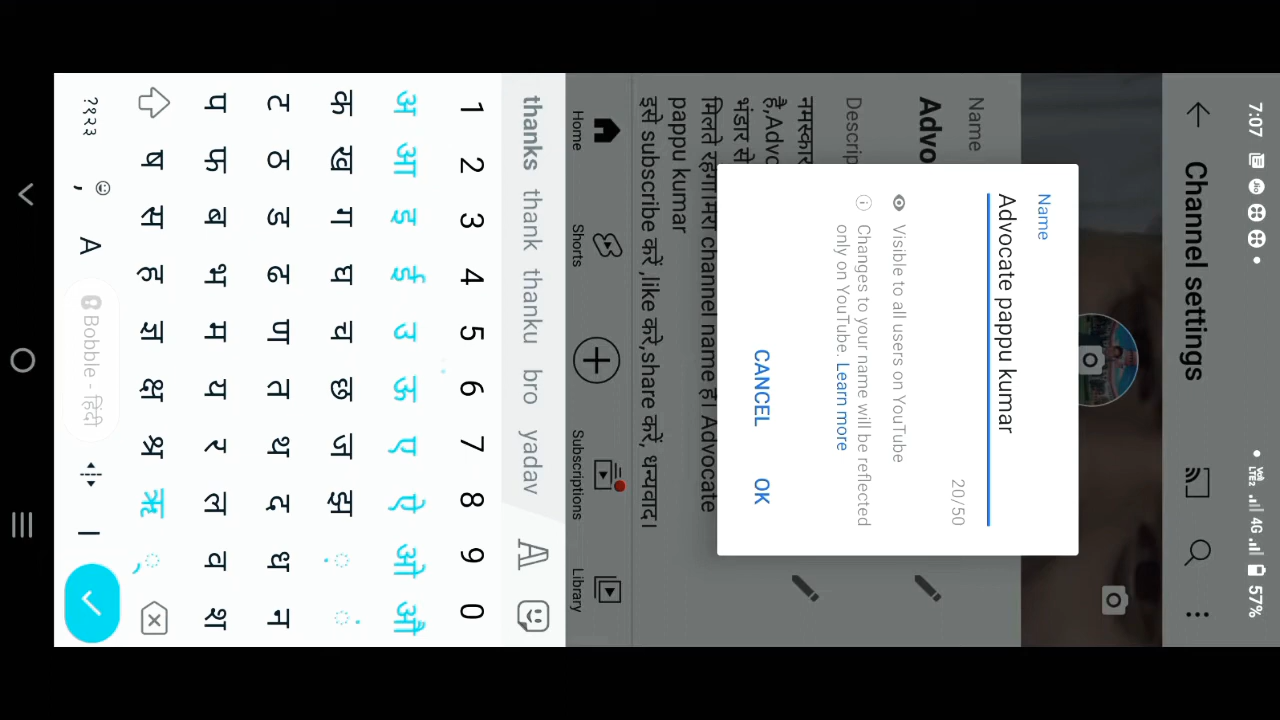 7:07
4G 57%
Channel settings
Name
Advo
Descrip
नमस्कार
है,Advo
भंडार से
मिलते रहेगा।मेरा channel name है। Advocate
pappu kumar
इसे subscribe करें ,like करे,share करें, धन्यवाद।
Name
Advocate pappu kumar
20/50
Visible to all users on YouTube
Changes to your name will be reflected
only on YouTube. Learn more
CANCEL OK
Home Shorts Subscriptions Library
thanks thank thanku bro yadav
1 2 3 4 5 6 7 8 9 0
अ आ इ ई उ ऊ ए ऐ ओ औ
क ख ग घ च छ ज झ
ट ठ ड ढ ण त थ द ध न
प फ ब भ म य र ल व श
ष स ह ज्ञ क्ष श्र ऋ
?१२३ , A Bobble - हिंदी |